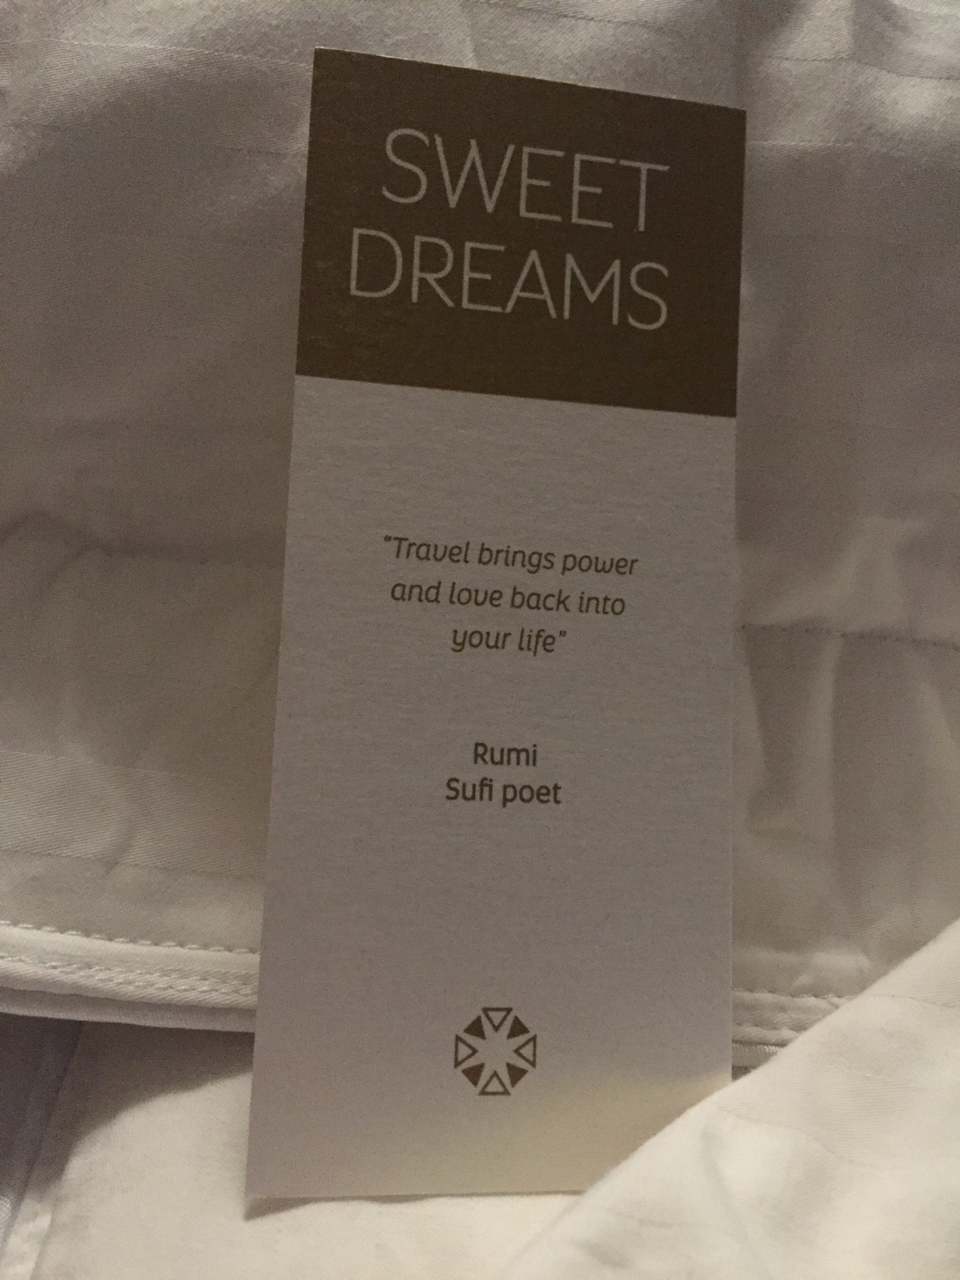 SWEET
DREAMS
"Travel brings power
and love back into
your life"
Rumi
Sufi poet